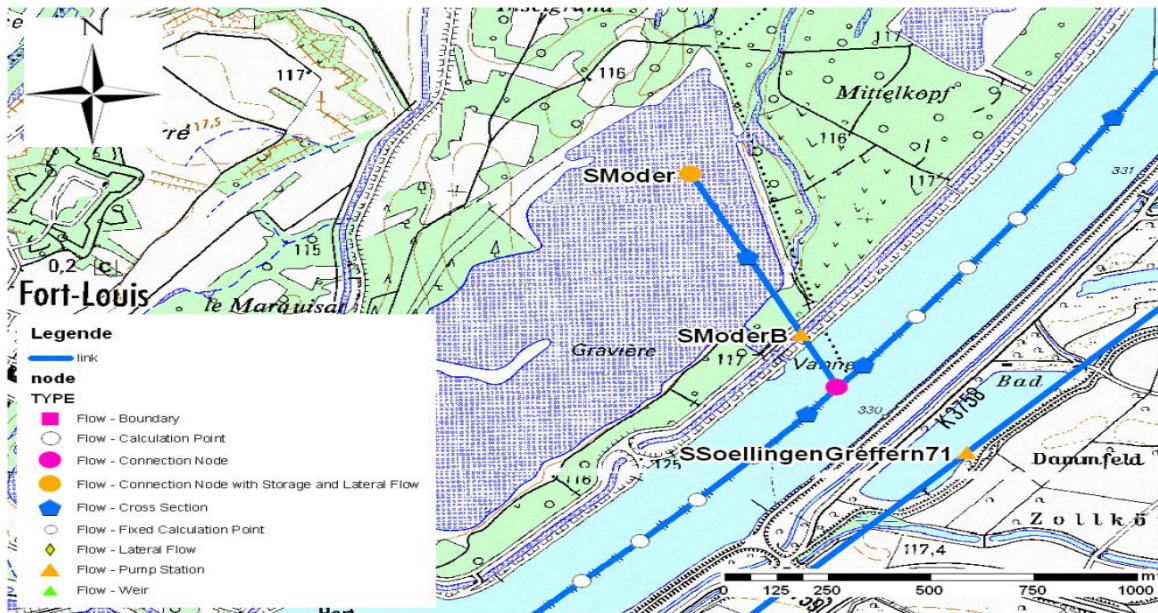 N
Inselgrund
117
116
117
Mittelkopf
117,5
116
117
SModer
331
115
0,2
Fort-Louis
le Marquisat
Legende
link
node
TYPE
Flow - Boundary
Flow - Calculation Point
Flow - Connection Node
Flow - Connection Node with Storage and Lateral Flow
Flow - Cross Section
Flow - Fixed Calculation Point
Flow - Lateral Flow
Flow - Pump Station
Flow - Weir
SModerB
Gravière
117
330
Bad
K3758
SSoellingenGreffern71
125
116
Dammfeld
Zollkö
117,4
0 250 500 750 1000 m